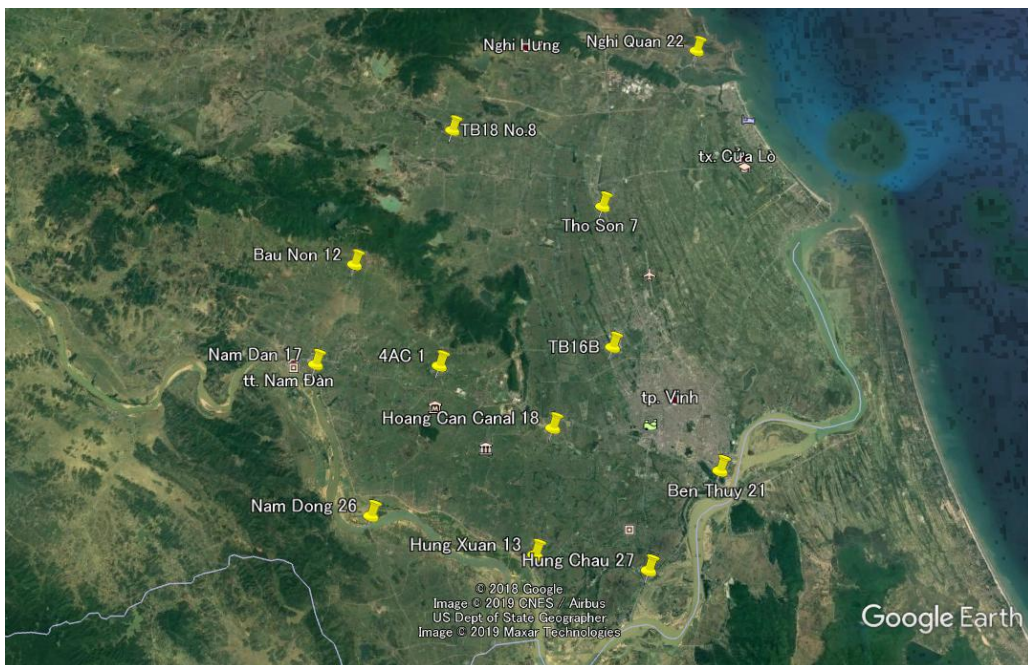 Nghi Hưng
Nghi Quan 22
TB18 No.8
tx. Cửa Lò
Tho Son 7
Bau Non 12
TB16B
Nam Dan 17
4AC 1
tt. Nam Đàn
tp. Vinh
Hoang Can Canal 18
Ben Thuy 21
Nam Dong 26
Hung Xuan 13
Hung Chau 27
© 2018 Google
Image © 2019 CNES / Airbus
US Dept of State Geographer
Image © 2019 Maxar Technologies
Google Earth